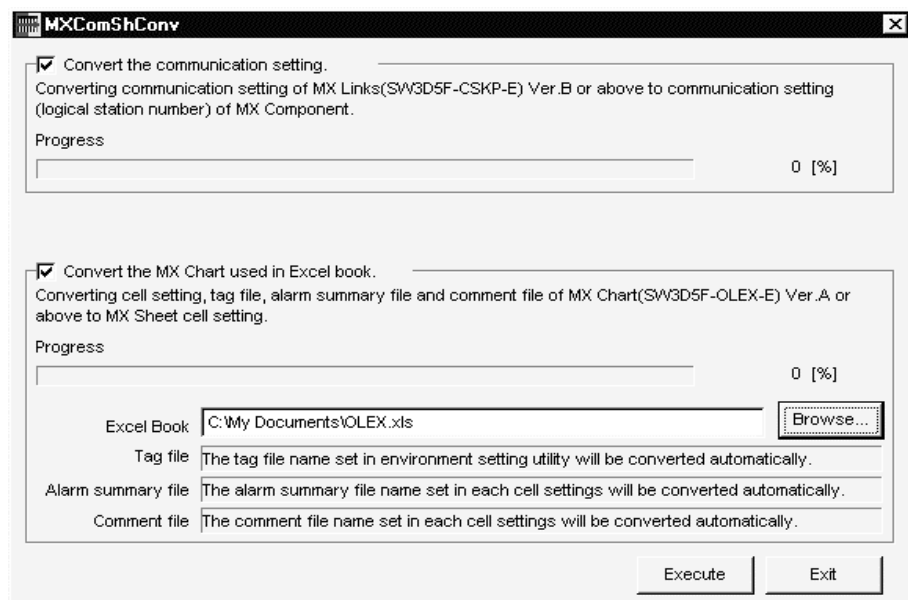 MXComShConv
Convert the communication setting.
Converting communication setting of MX Links(SW3D5F-CSKP-E) Ver.B or above to communication setting
(logical station number) of MX Component.
Progress
0 [%]
Convert the MX Chart used in Excel book.
Converting cell setting, tag file, alarm summary file and comment file of MX Chart(SW3D5F-OLEX-E) Ver.A or
above to MX Sheet cell setting.
Progress
0 [%]
Excel Book C:\My Documents\OLEX.xls Browse...
Tag file The tag file name set in environment setting utility will be converted automatically.
Alarm summary file The alarm summary file name set in each cell settings will be converted automatically.
Comment file The comment file name set in each cell settings will be converted automatically.
Execute Exit